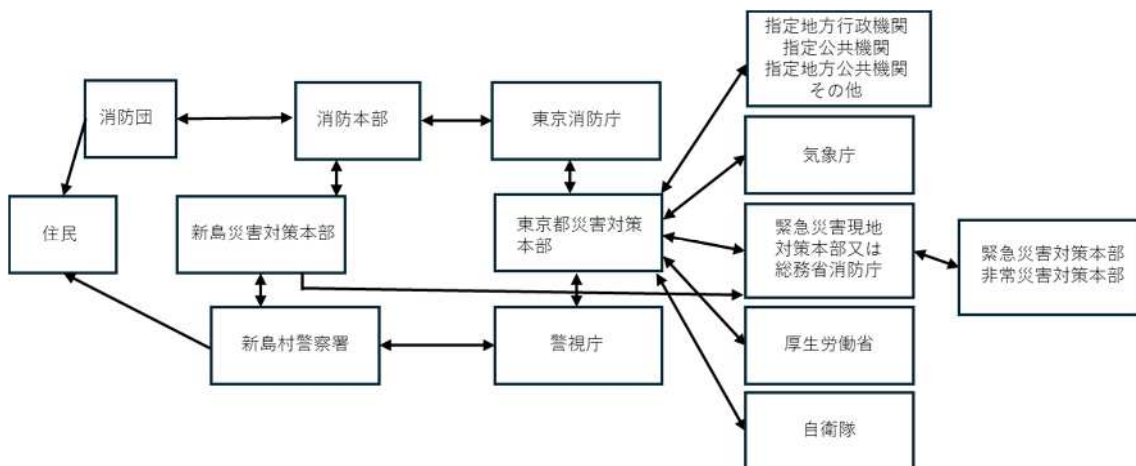 指定地方行政機関
指定公共機関
指定地方公共機関
その他
消防団
消防本部
東京消防庁
気象庁
住民
新島災害対策本部
東京都災害対策
本部
緊急災害現地
対策本部又は
総務省消防庁
緊急災害対策本部
非常災害対策本部
新島村警察署
警視庁
厚生労働省
自衛隊